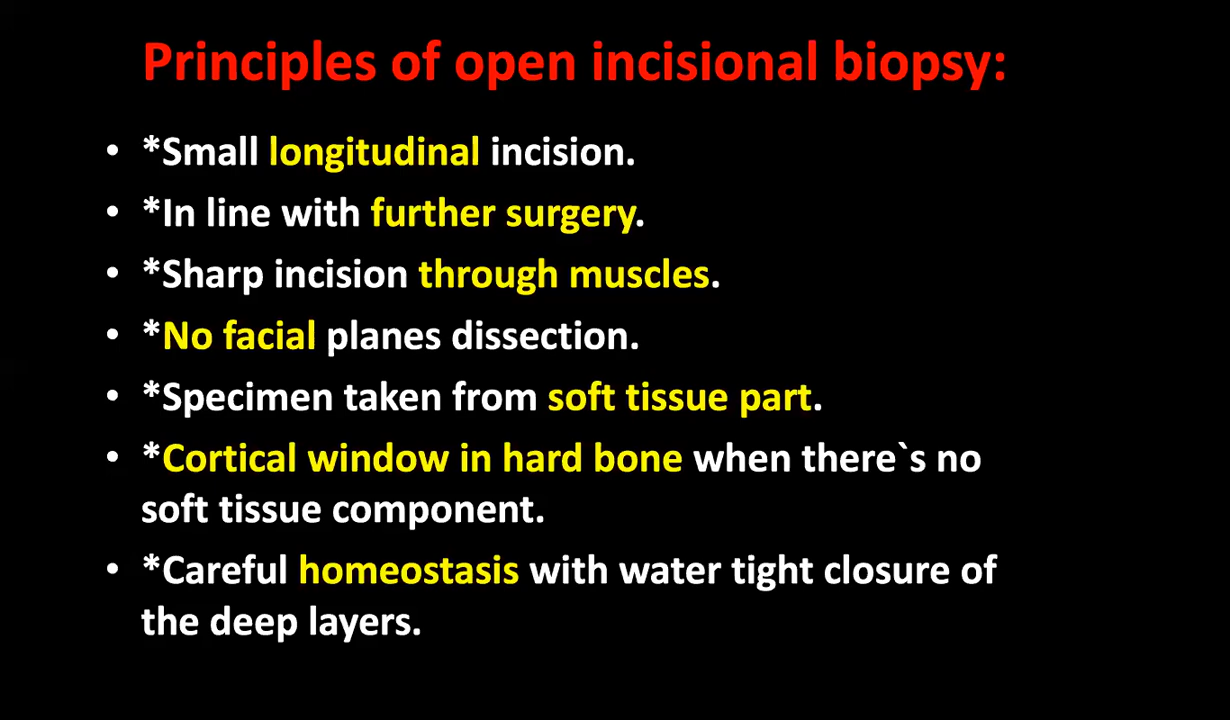 Principles of open incisional biopsy:
• *Small longitudinal incision.
• *In line with further surgery.
• *Sharp incision through muscles.
• *No facial planes dissection.
• *Specimen taken from soft tissue part.
• *Cortical window in hard bone when there`s no
soft tissue component.
• *Careful homeostasis with water tight closure of
the deep layers.